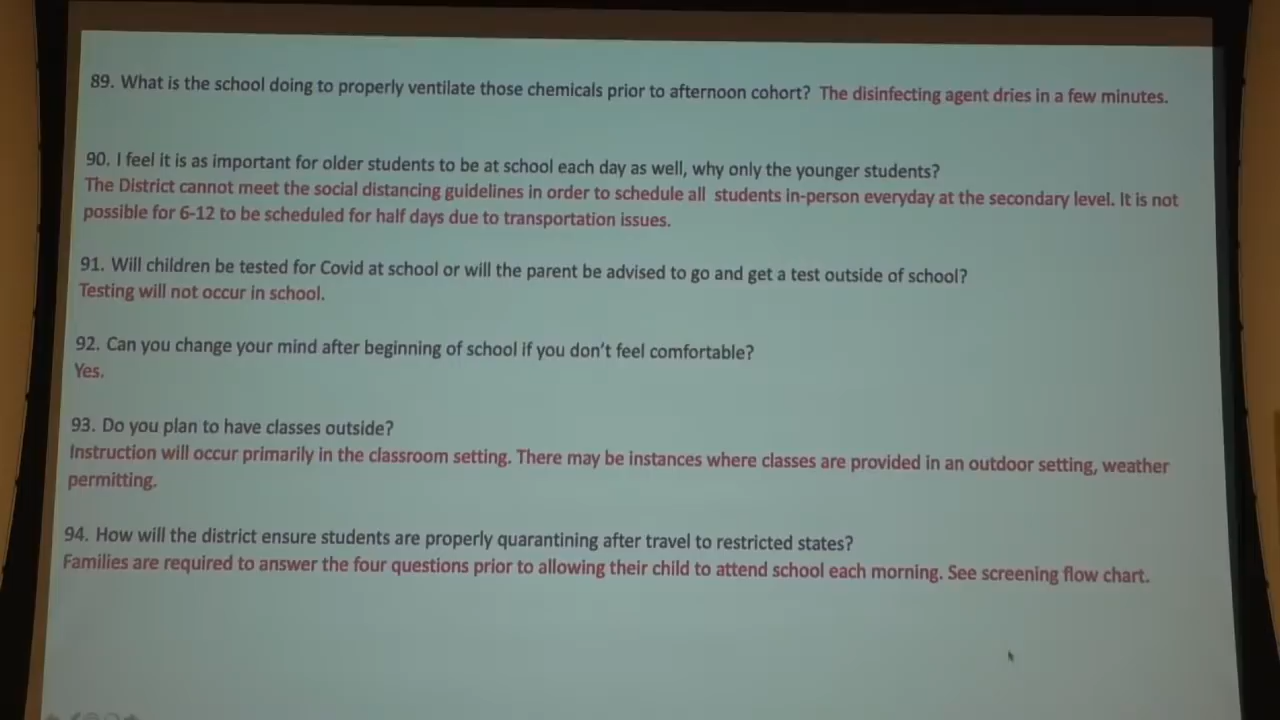 89. What is the school doing to properly ventilate those chemicals prior to afternoon cohort? The disinfecting agent dries in a few minutes.
90. I feel it is as important for older students to be at school each day as well, why only the younger students?
The District cannot meet the social distancing guidelines in order to schedule all students in-person everyday at the secondary level. It is not
possible for 6-12 to be scheduled for half days due to transportation issues.
91. Will children be tested for Covid at school or will the parent be advised to go and get a test outside of school?
Testing will not occur in school.
92. Can you change your mind after beginning of school if you don't feel comfortable?
Yes.
93. Do you plan to have classes outside?
Instruction will occur primarily in the classroom setting. There may be instances where classes are provided in an outdoor setting, weather
permitting.
94. How will the district ensure students are properly quarantining after travel to restricted states?
Families are required to answer the four questions prior to allowing their child to attend school each morning. See screening flow chart.